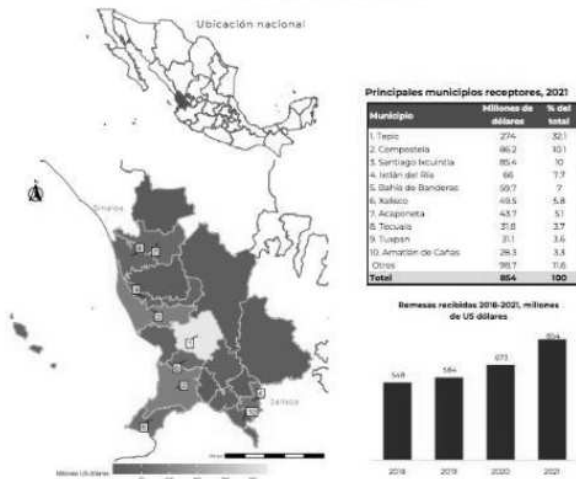 Ubicación nacional
Principales municipios receptores, 2021
Municipio Millones de dólares % del total
1. Tepic 274 32.1
2. Compostela 86.2 10.1
3. Santiago Ixcuintla 85.4 10
4. Ixtlán del Río 66 7.7
5. Bahía de Banderas 59.7 7
6. Xalisco 49.5 5.8
7. Acaponeta 43.7 5.1
8. Tecuala 31.8 3.7
9. Tuxpan 31.1 3.6
10. Amatlán de Cañas 28.3 3.3
Otros 98.7 11.6
Total 854 100
Sinaloa
Jalisco
Remesas recibidas 2018-2021, millones
de US dólares
548
584
673
854
2018
2019
2020
2021
Millones US dólares